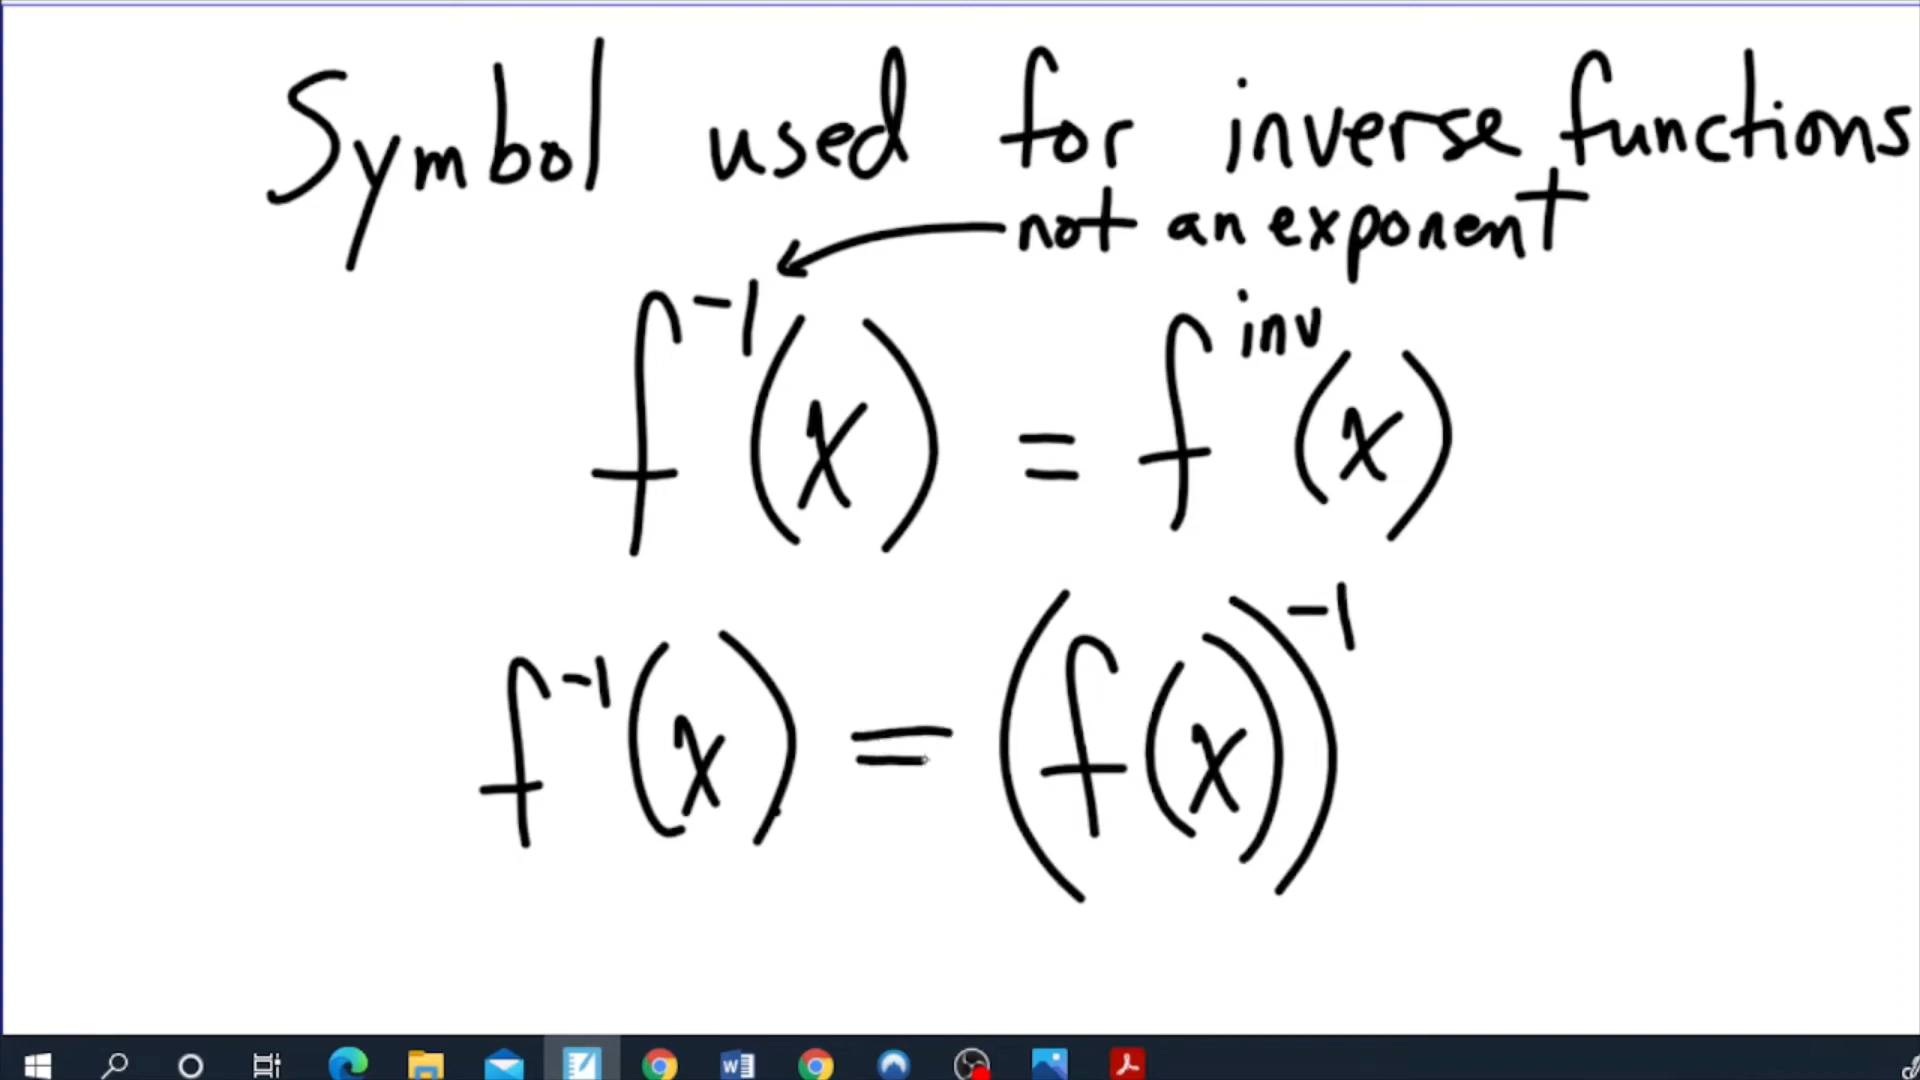 Symbol used for inverse functions
not an exponent
f⁻¹(x) = f ⁱⁿᵛ(x)
f⁻¹(x) = (f(x))⁻¹